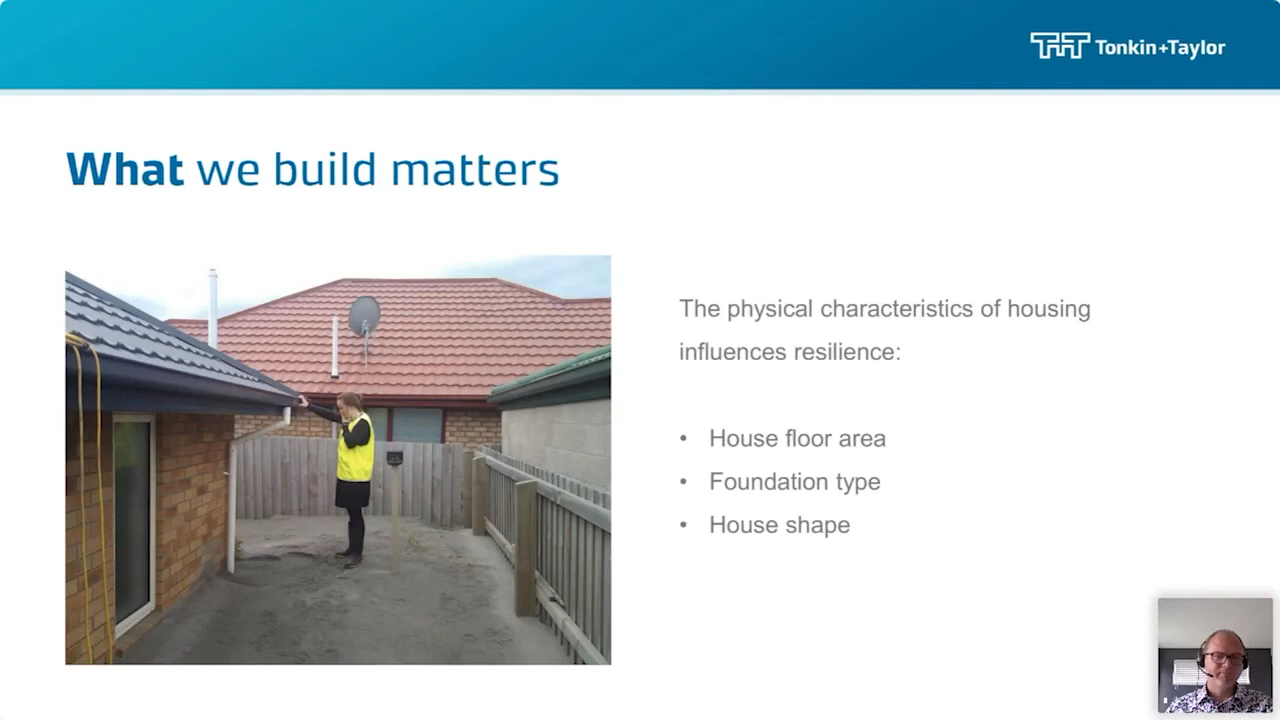 Tonkin+Taylor
What we build matters
The physical characteristics of housing
influences resilience:
• House floor area
• Foundation type
• House shape